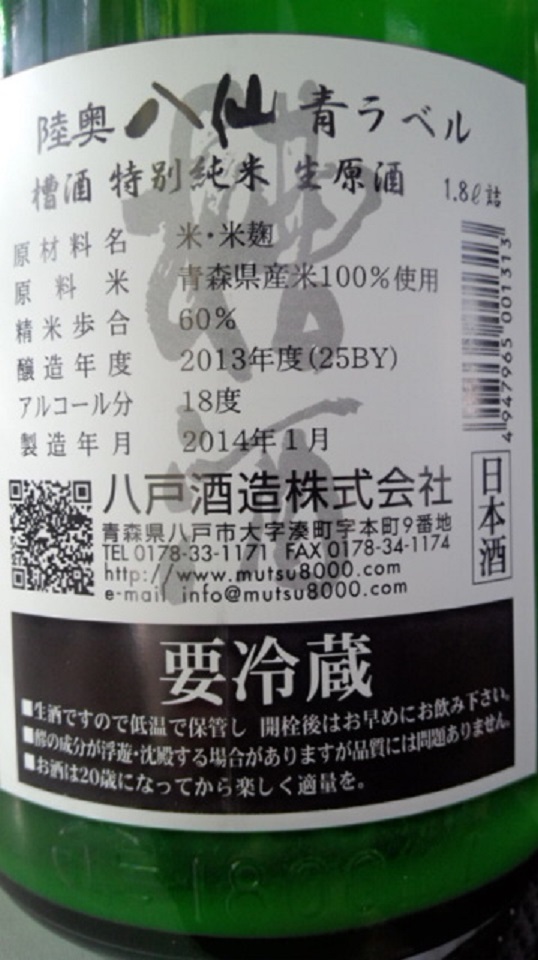 陸奥八仙 青ラベル
槽酒 特別純米 生原酒 1.8ℓ詰
原材料名 米・米麹
原料米 青森県産米100%使用
精米歩合 60%
醸造年度 2013年度(25BY)
アルコール分 18度
製造年月 2014年1月
4947965001313
八戸酒造株式会社
日本酒
青森県八戸市大字湊町字本町9番地
TEL 0178-33-1171 FAX 0178-34-1174
http://www.mutsu8000.com
e-mail info@mutsu8000.com
要冷蔵
■生酒ですので低温で保管し 開栓後はお早めにお飲み下さい。
■醪の成分が浮遊・沈殿する場合がありますが品質には問題ありません。
■お酒は20歳になってから楽しく適量を。